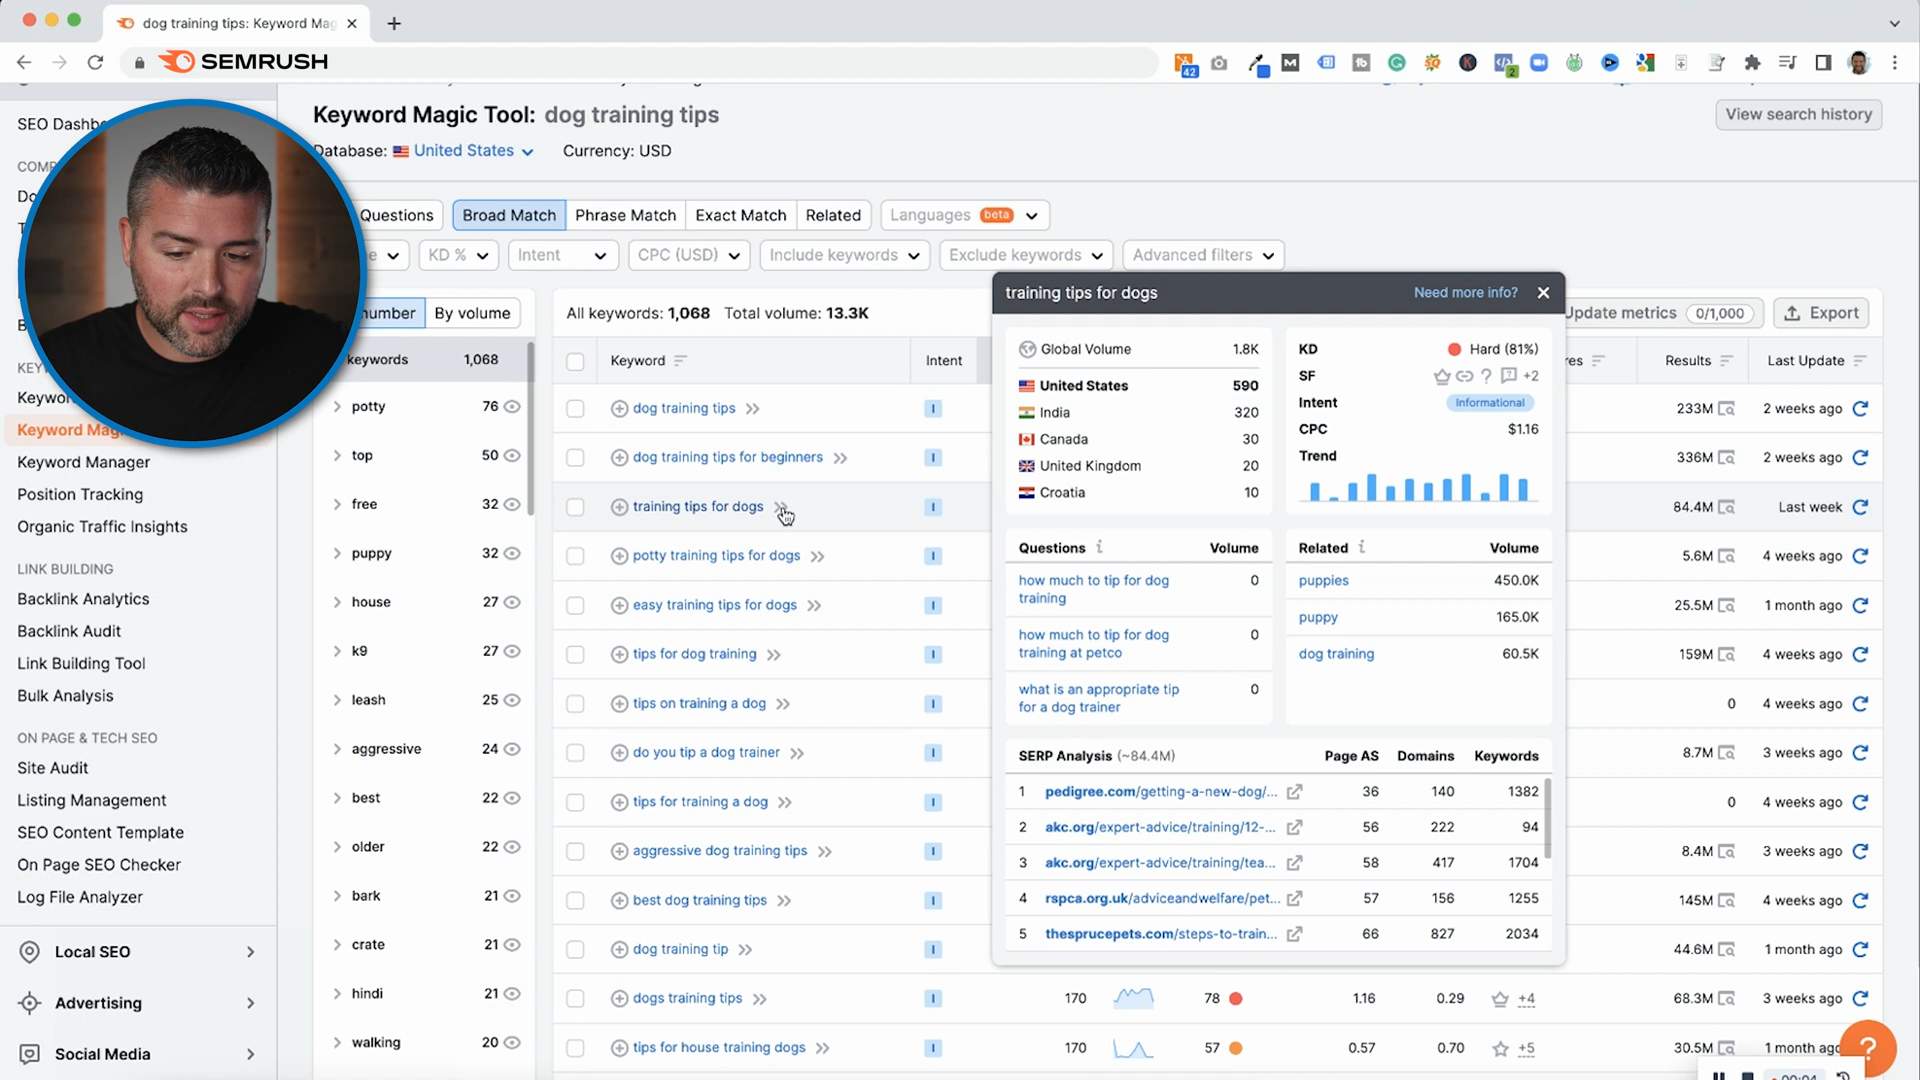 dog training tips: Keyword Mag
SEMRUSH
42
2
SEO Dashbo
Keyword Magic Tool: dog training tips
View search history
Database: United States
Currency: USD
COMP
Do
Questions
Broad Match
Phrase Match
Exact Match
Related
Languages beta
KD %
Intent
CPC (USD)
Include keywords
Exclude keywords
Advanced filters
number
By volume
All keywords: 1,068 Total volume: 13.3K
Update metrics 0/1,000
Export
keywords 1,068
Keyword
Intent
Results
Last Update
KEY
Keywor
Keyword Magi
Keyword Manager
Position Tracking
Organic Traffic Insights
LINK BUILDING
Backlink Analytics
Backlink Audit
Link Building Tool
Bulk Analysis
ON PAGE & TECH SEO
Site Audit
Listing Management
SEO Content Template
On Page SEO Checker
Log File Analyzer
Local SEO
Advertising
Social Media
potty 76
top 50
free 32
puppy 32
house 27
k9 27
leash 25
aggressive 24
best 22
older 22
bark 21
crate 21
hindi 21
walking 20
dog training tips I 233M 2 weeks ago
dog training tips for beginners I 336M 2 weeks ago
training tips for dogs I 84.4M Last week
potty training tips for dogs I 5.6M 4 weeks ago
easy training tips for dogs I 25.5M 1 month ago
tips for dog training I 159M 4 weeks ago
tips on training a dog I 0 4 weeks ago
do you tip a dog trainer I 8.7M 3 weeks ago
tips for training a dog I 0 4 weeks ago
aggressive dog training tips I 8.4M 3 weeks ago
best dog training tips I 145M 4 weeks ago
dog training tip I 44.6M 1 month ago
dogs training tips I 170 78 1.16 0.29 +4 68.3M 3 weeks ago
tips for house training dogs I 170 57 0.57 0.70 +5 30.5M 1 month ago
training tips for dogs
Need more info?
Global Volume 1.8K
United States 590
India 320
Canada 30
United Kingdom 20
Croatia 10
KD Hard (81%)
SF +2
Intent Informational
CPC $1.16
Trend
Questions i Volume
how much to tip for dog
training 0
how much to tip for dog
training at petco 0
what is an appropriate tip
for a dog trainer 0
Related i Volume
puppies 450.0K
puppy 165.0K
dog training 60.5K
SERP Analysis (~84.4M) Page AS Domains Keywords
1 pedigree.com/getting-a-new-dog/... 36 140 1382
2 akc.org/expert-advice/training/12-... 56 222 94
3 akc.org/expert-advice/training/tea... 58 417 1704
4 rspca.org.uk/adviceandwelfare/pet... 57 156 1255
5 thesprucepets.com/steps-to-train... 66 827 2034
?